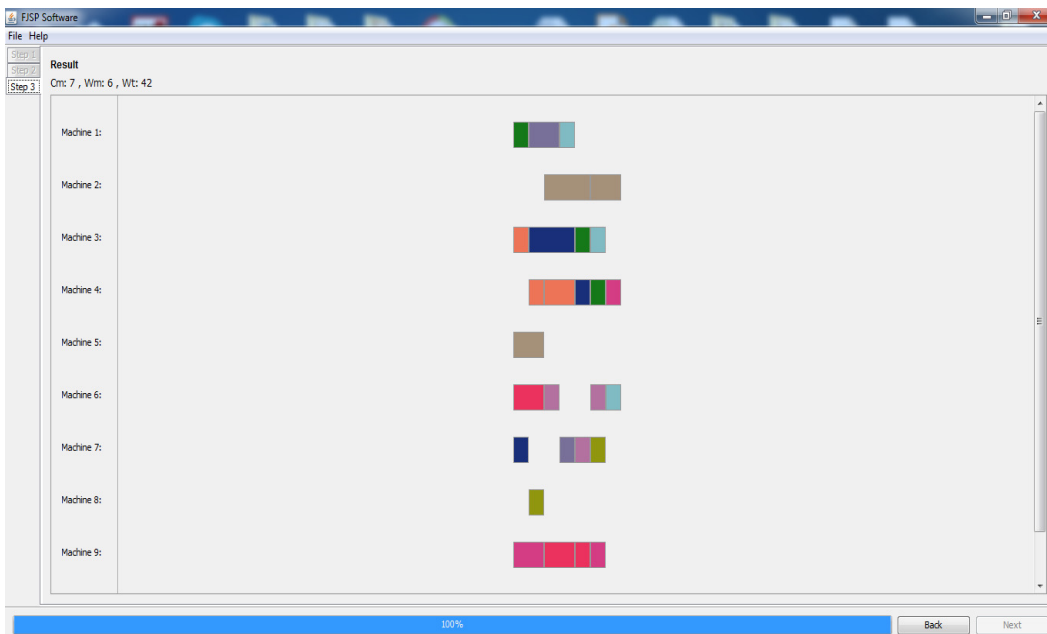 FJSP Software
File Help
Step 1
Step 2
Step 3
Result
Cm: 7 , Wm: 6 , Wt: 42
Machine 1:
Machine 2:
Machine 3:
Machine 4:
Machine 5:
Machine 6:
Machine 7:
Machine 8:
Machine 9:
100%
Back Next